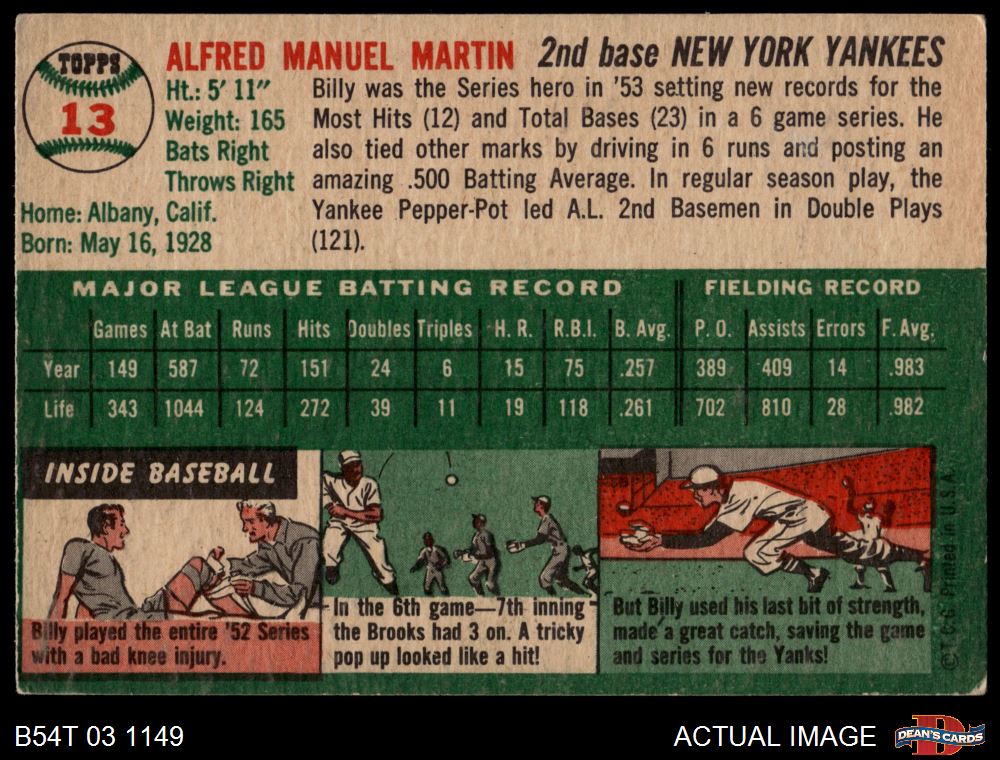 TOPPS
13
ALFRED MANUEL MARTIN 2nd base NEW YORK YANKEES
Ht.: 5' 11"
Weight: 165
Bats Right
Throws Right
Home: Albany, Calif.
Born: May 16, 1928
Billy was the Series hero in '53 setting new records for the
Most Hits (12) and Total Bases (23) in a 6 game series. He
also tied other marks by driving in 6 runs and posting an
amazing .500 Batting Average. In regular season play, the
Yankee Pepper-Pot led A.L. 2nd Basemen in Double Plays
(121).
MAJOR LEAGUE BATTING RECORD FIELDING RECORD
Games At Bat Runs Hits Doubles Triples H. R. R.B.I. B. Avg. P. O. Assists Errors F. Avg.
Year 149 587 72 151 24 6 15 75 .257 389 409 14 .983
Life 343 1044 124 272 39 11 19 118 .261 702 810 28 .982
INSIDE BASEBALL
Billy played the entire '52 Series
with a bad knee injury.
In the 6th game—7th inning
the Brooks had 3 on. A tricky
pop up looked like a hit!
But Billy used his last bit of strength,
made a great catch, saving the game
and series for the Yanks!
©T.C.G. Printed in U.S.A.
B54T 03 1149
ACTUAL IMAGE
DEAN'S CARDS